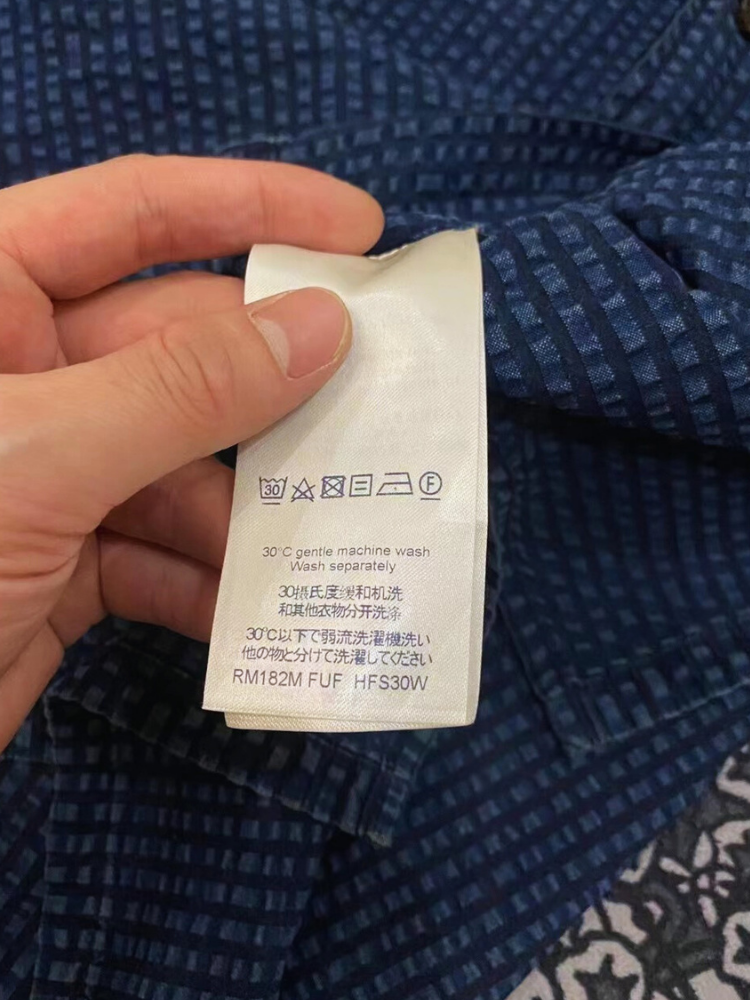 30
F
30°C gentle machine wash
Wash separately
30摄氏度缓和机洗
和其他衣物分开洗涤
30°C以下で弱流洗濯機洗い
他の物と分けて洗濯してください
RM182M FUF HFS30W